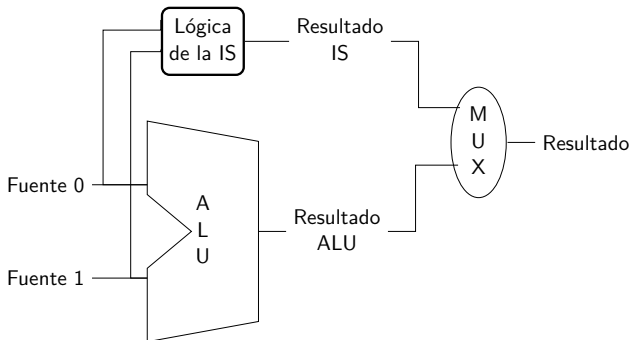 Lógica
de la IS
Resultado
IS
M
U
X
Resultado
Fuente 0
A
L
U
Resultado
ALU
Fuente 1